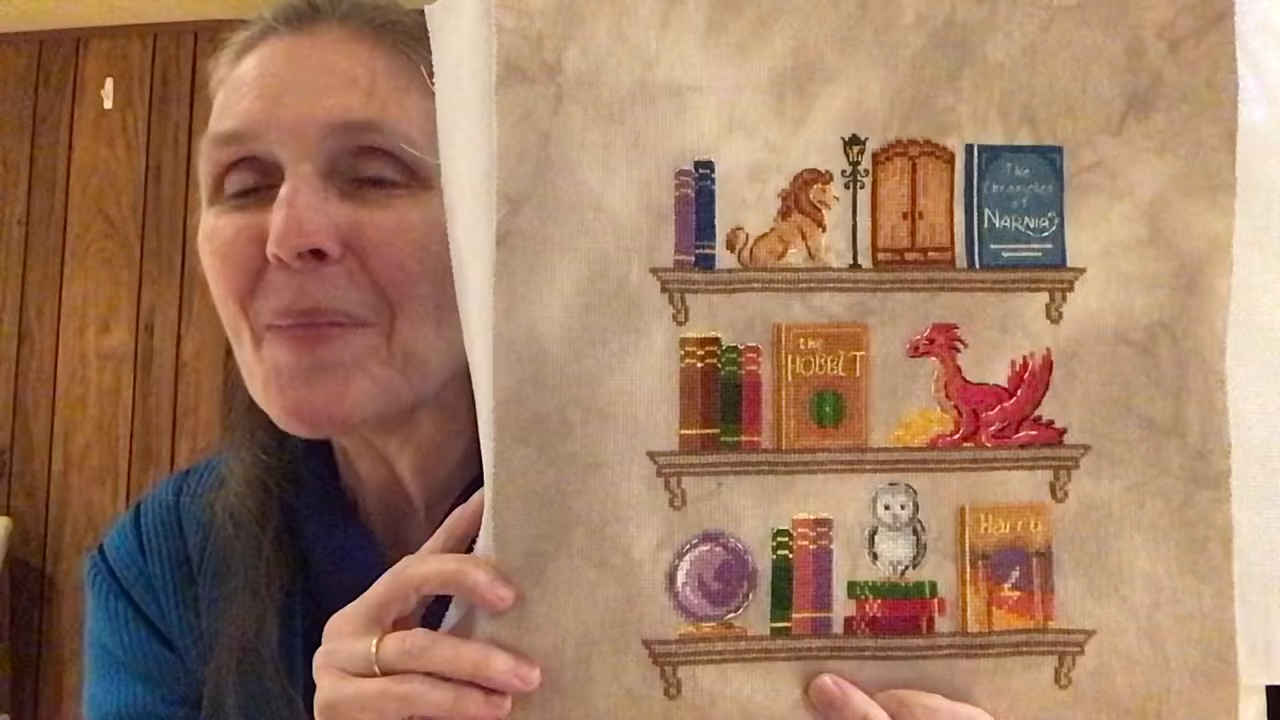 The
Chronicles
of
NARNIA
the
HOBBIT
Harry